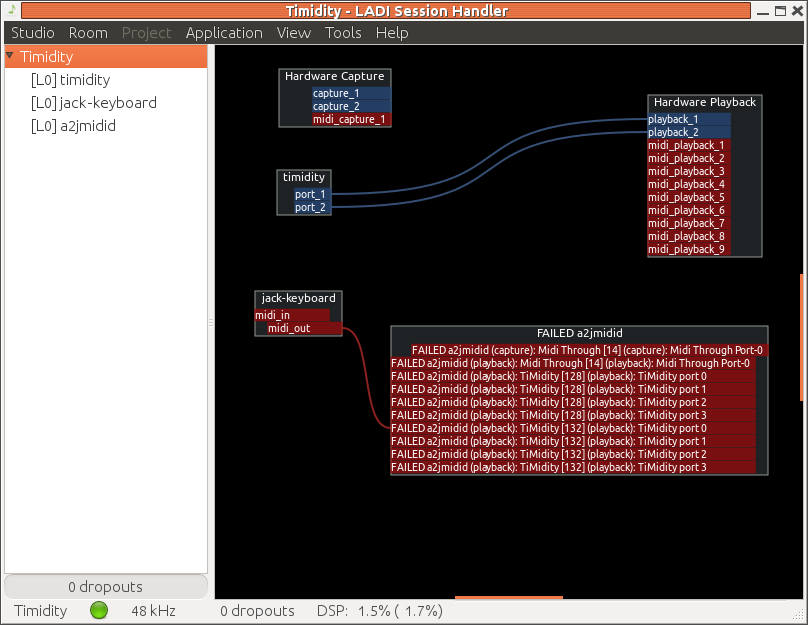 Timidity - LADI Session Handler
Studio Room Project Application View Tools Help
Timidity
[L0] timidity
[L0] jack-keyboard
[L0] a2jmidid
Hardware Capture
capture_1
capture_2
midi_capture_1
Hardware Playback
playback_1
playback_2
midi_playback_1
midi_playback_2
midi_playback_3
midi_playback_4
midi_playback_5
midi_playback_6
midi_playback_7
midi_playback_8
midi_playback_9
timidity
port_1
port_2
jack-keyboard
midi_in
midi_out
FAILED a2jmidid
FAILED a2jmidid (capture): Midi Through [14] (capture): Midi Through Port-0
FAILED a2jmidid (playback): Midi Through [14] (playback): Midi Through Port-0
FAILED a2jmidid (playback): TiMidity [128] (playback): TiMidity port 0
FAILED a2jmidid (playback): TiMidity [128] (playback): TiMidity port 1
FAILED a2jmidid (playback): TiMidity [128] (playback): TiMidity port 2
FAILED a2jmidid (playback): TiMidity [128] (playback): TiMidity port 3
FAILED a2jmidid (playback): TiMidity [132] (playback): TiMidity port 0
FAILED a2jmidid (playback): TiMidity [132] (playback): TiMidity port 1
FAILED a2jmidid (playback): TiMidity [132] (playback): TiMidity port 2
FAILED a2jmidid (playback): TiMidity [132] (playback): TiMidity port 3
0 dropouts
Timidity 48 kHz 0 dropouts DSP: 1.5% ( 1.7%)